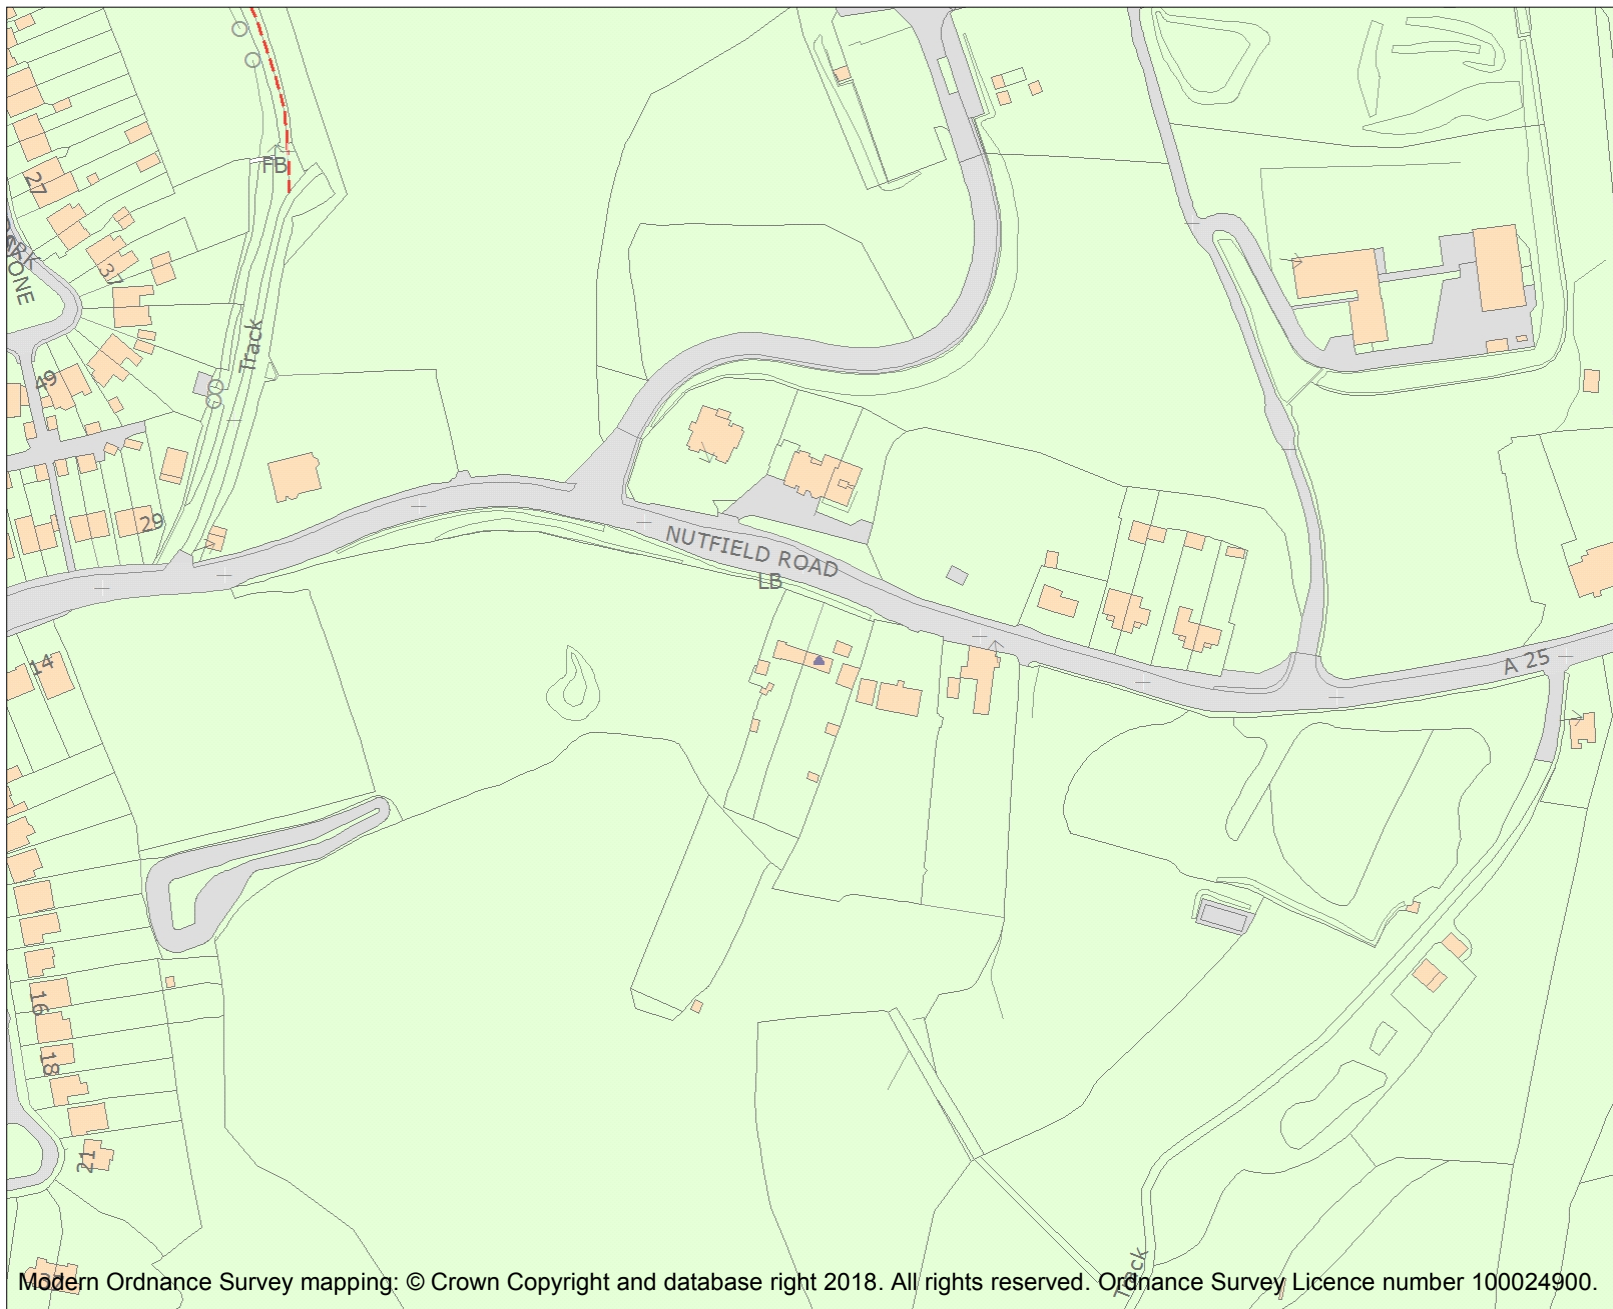 FB
27
37
ONE
Track
49
29
NUTFIELD ROAD
LB
A 25
14
16
18
21
Track
Modern Ordnance Survey mapping: © Crown Copyright and database right 2018. All rights reserved. Ordnance Survey Licence number 100024900.